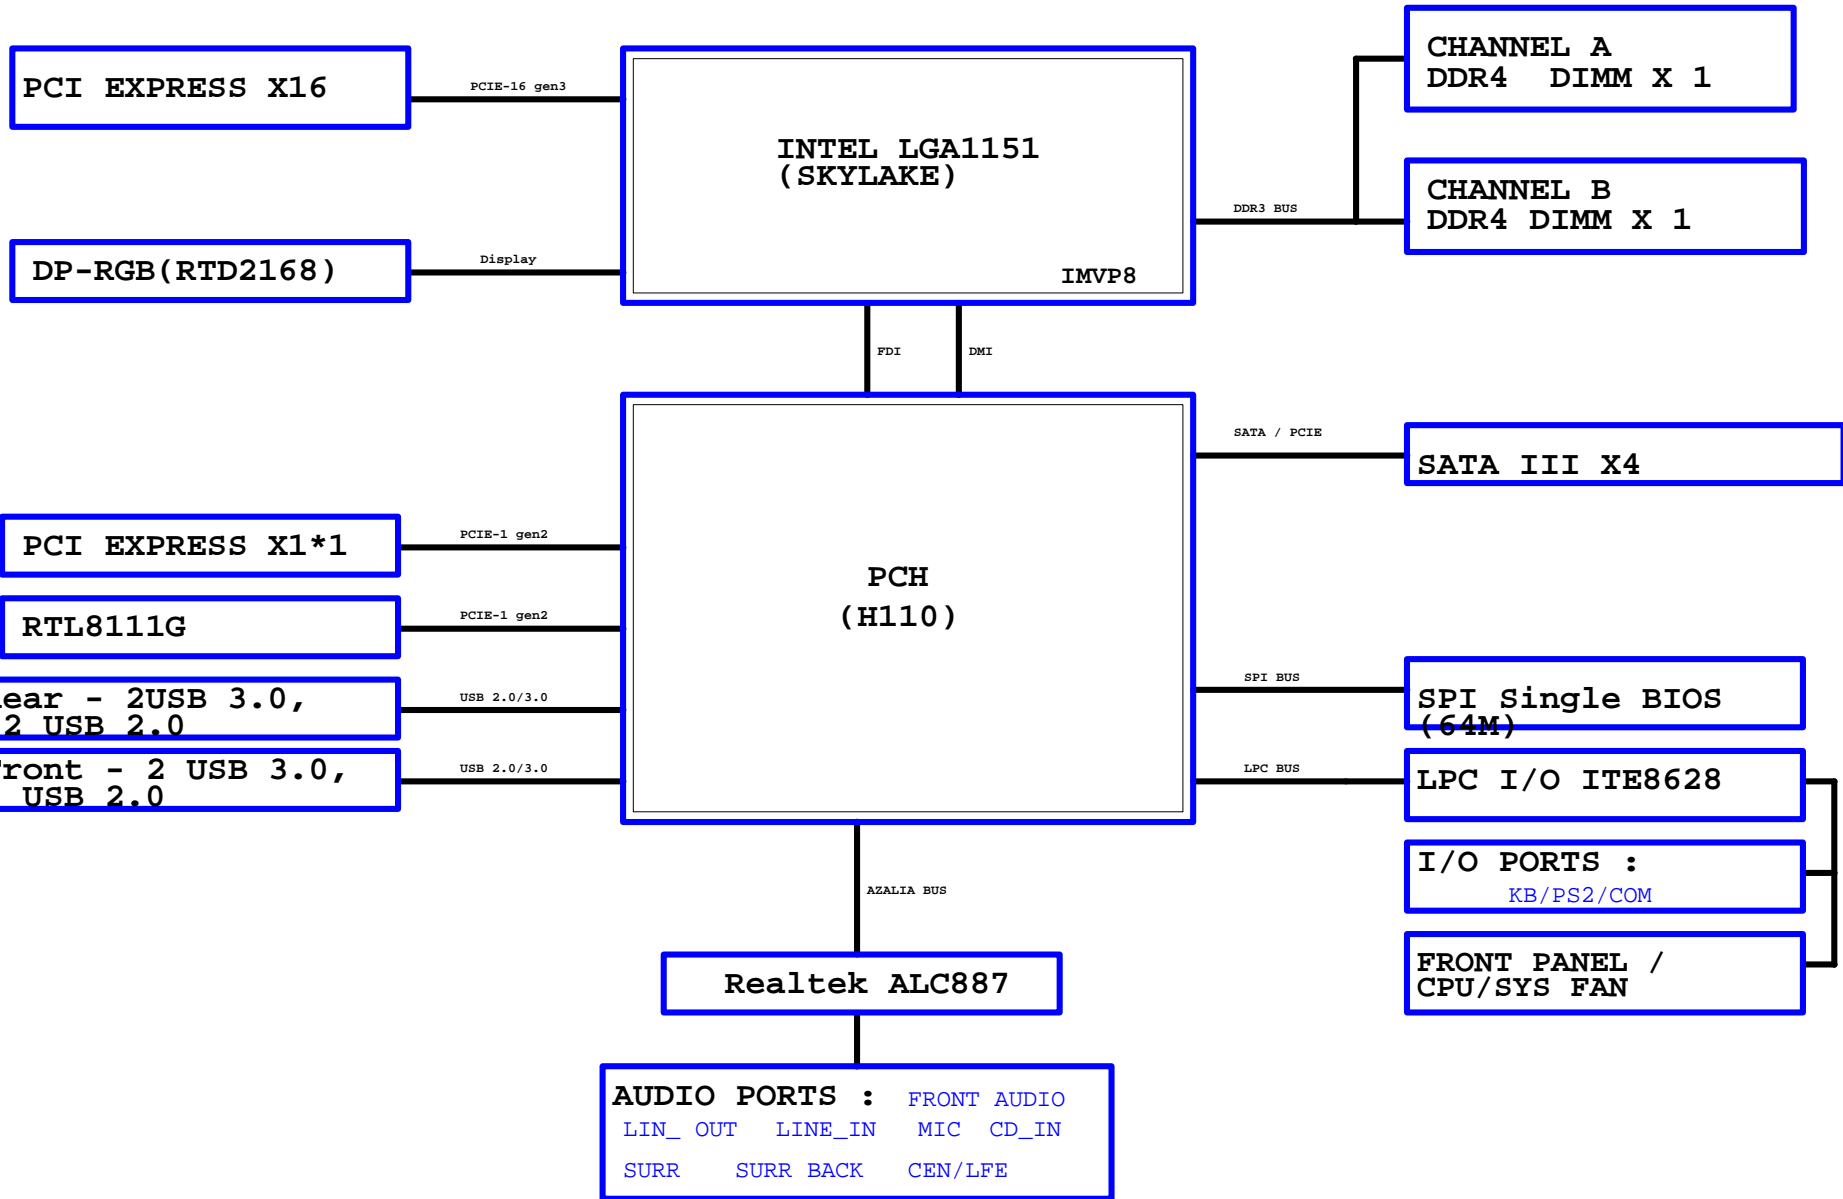 PCI EXPRESS X16
PCIE-16 gen3
INTEL LGA1151
(SKYLAKE)
IMVP8
CHANNEL A
DDR4 DIMM X 1
DDR3 BUS
CHANNEL B
DDR4 DIMM X 1
DP-RGB(RTD2168)
Display
FDI
DMI
SATA / PCIE
SATA III X4
PCI EXPRESS X1*1
PCIE-1 gen2
PCH
(H110)
RTL8111G
PCIE-1 gen2
ear - 2USB 3.0,
2 USB 2.0
USB 2.0/3.0
SPI BUS
SPI Single BIOS
(64M)
ront - 2 USB 3.0,
USB 2.0
USB 2.0/3.0
LPC BUS
LPC I/O ITE8628
I/O PORTS :
KB/PS2/COM
AZALIA BUS
FRONT PANEL /
CPU/SYS FAN
Realtek ALC887
AUDIO PORTS : FRONT AUDIO
LIN_ OUT LINE_IN MIC CD_IN
SURR SURR BACK CEN/LFE